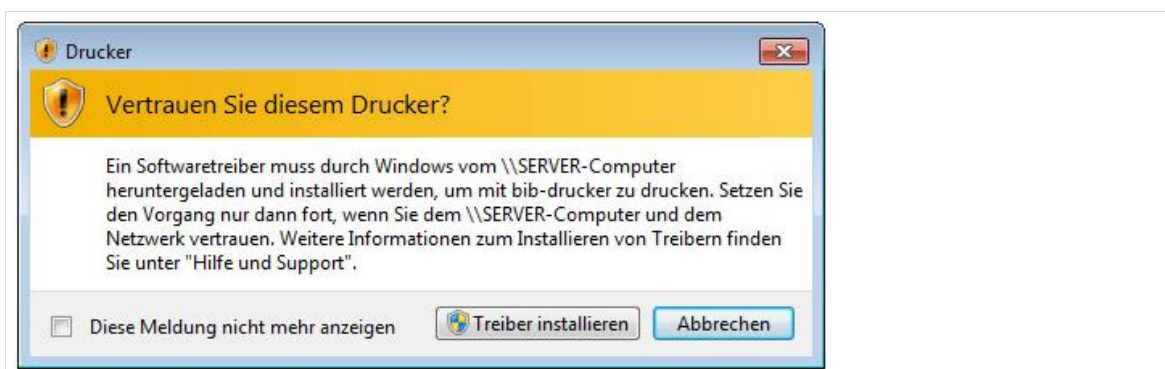 Drucker
Vertrauen Sie diesem Drucker?
Ein Softwaretreiber muss durch Windows vom \\SERVER-Computer
heruntergeladen und installiert werden, um mit bib-drucker zu drucken. Setzen Sie
den Vorgang nur dann fort, wenn Sie dem \\SERVER-Computer und dem
Netzwerk vertrauen. Weitere Informationen zum Installieren von Treibern finden
Sie unter "Hilfe und Support".
Diese Meldung nicht mehr anzeigen Treiber installieren Abbrechen